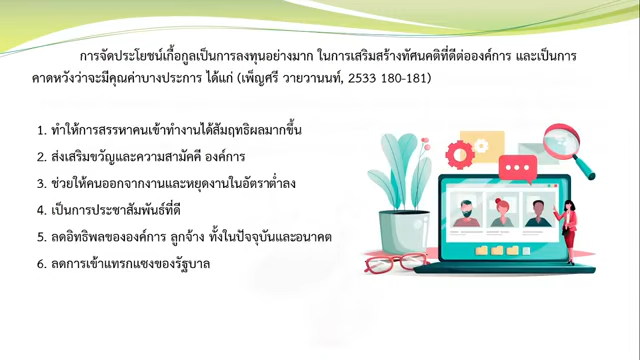 การจัดประโยชน์เกื้อกูลเป็นการลงทุนอย่างมาก ในการเสริมสร้างทัศนคติที่ดีต่อองค์การ และเป็นการ
คาดหวังว่าจะมีคุณค่าบางประการ ได้แก่ (เพ็ญศรี วายวานนท์, 2533 180-181)
1. ทำให้การสรรหาคนเข้าทำงานได้สัมฤทธิผลมากขึ้น
2. ส่งเสริมขวัญและความสามัคคี องค์การ
3. ช่วยให้คนออกจากงานและหยุดงานในอัตราต่ำลง
4. เป็นการประชาสัมพันธ์ที่ดี
5. ลดอิทธิพลขององค์การ ลูกจ้าง ทั้งในปัจจุบันและอนาคต
6. ลดการเข้าแทรกแซงของรัฐบาล